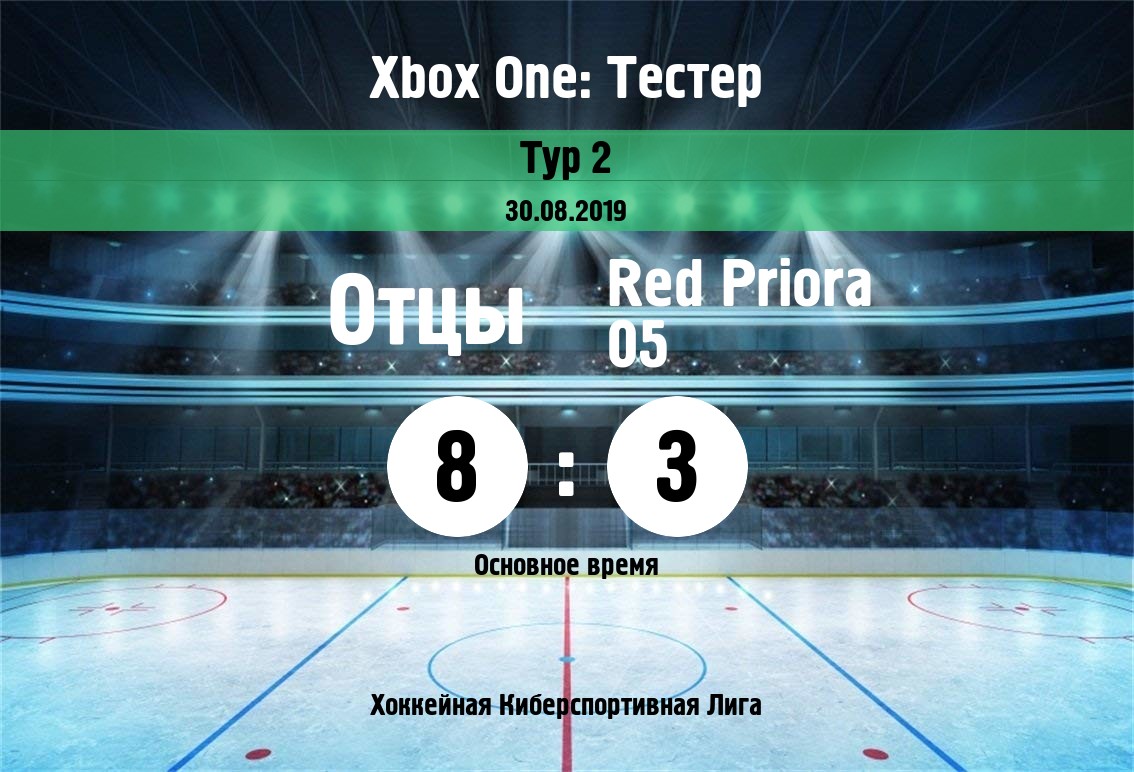 Xbox One: Тестер
Тур 2
30.08.2019
Отцы
Red Priora
05
8 : 3
Основное время
Хоккейная Киберспортивная Лига